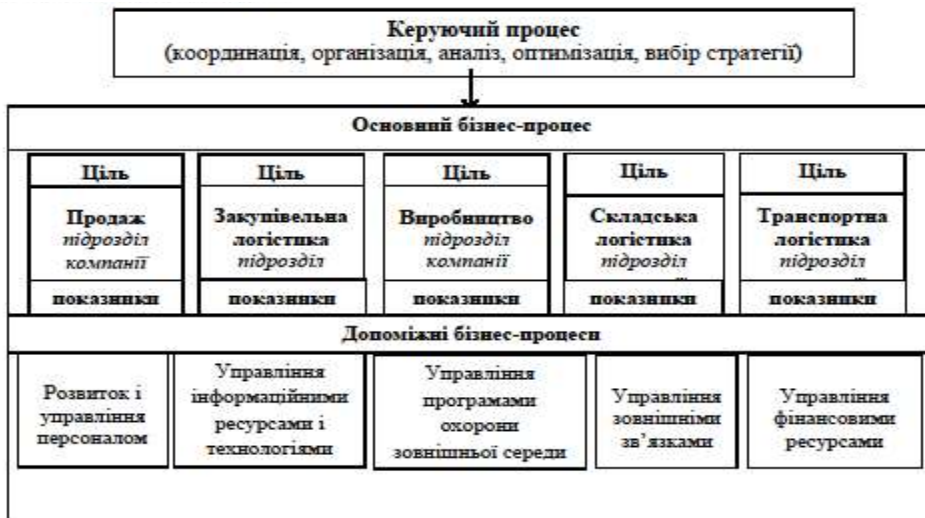 Керуючий процес
(координація, організація, аналіз, оптимізація, вибір стратегії)
Основний бізнес-процес
Ціль
Продаж
підрозділ
компанії
показники
Ціль
Закупівельна
логістика
підрозділ
показники
Ціль
Виробництво
підрозділ
компанії
показники
Ціль
Складська
логістика
підрозділ
показники
Ціль
Транспортна
логістика
підрозділ
показники
Допоміжні бізнес-процеси
Розвиток і
управління
персоналом
Управління
інформаційними
ресурсами і
технологіями
Управління
програмами
охорони
зовнішньої середи
Управління
зовнішніми
зв’язками
Управління
фінансовими
ресурсами